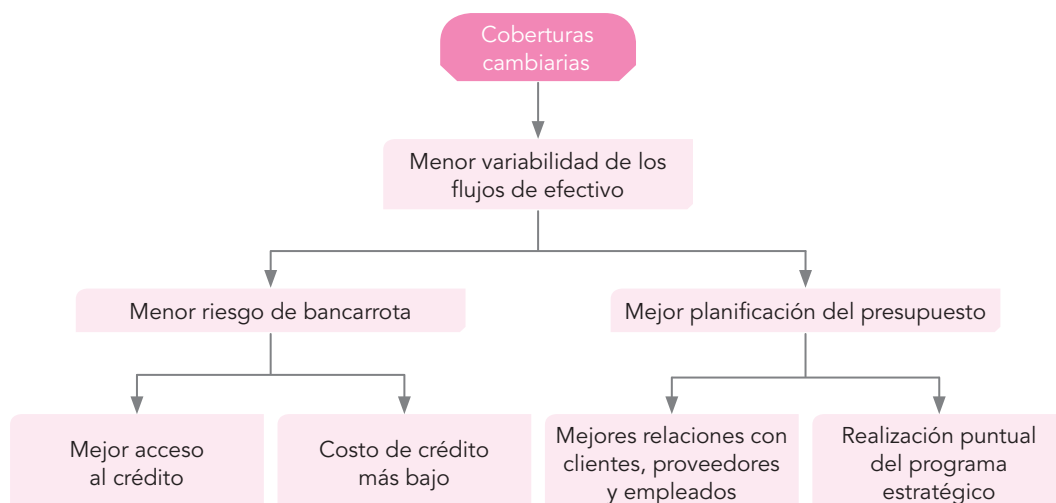 Coberturas
cambiarias
Menor variabilidad de los
flujos de efectivo
Menor riesgo de bancarrota
Mejor planificación del presupuesto
Mejor acceso
al crédito
Costo de crédito
más bajo
Mejores relaciones con
clientes, proveedores
y empleados
Realización puntual
del programa
estratégico